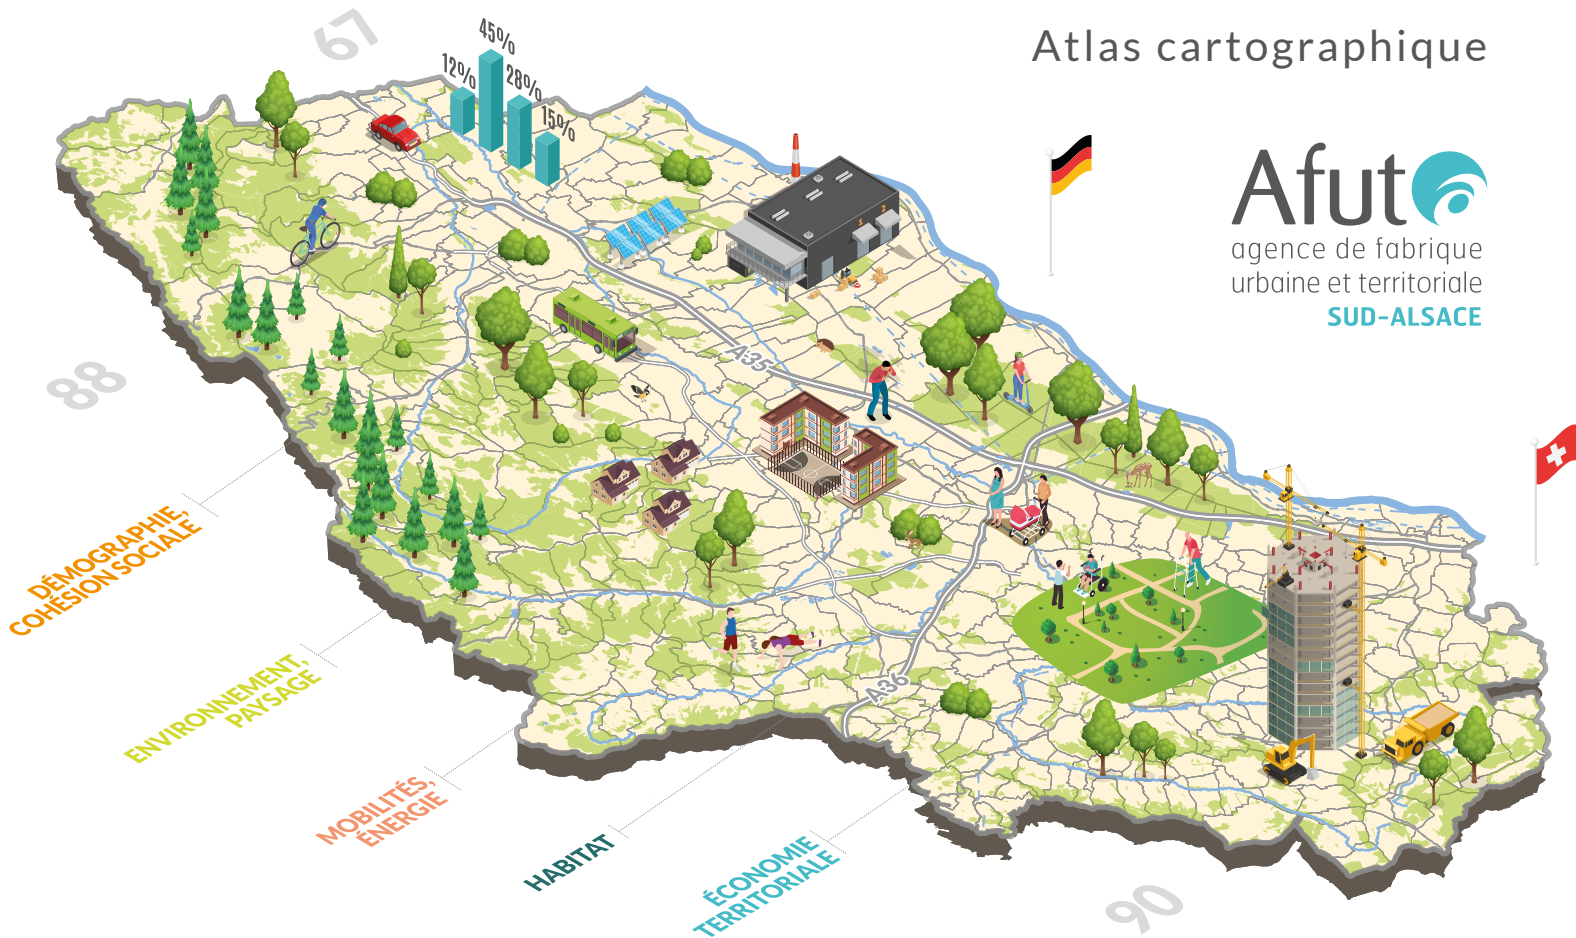 67
45%
12%
28%
15%
Atlas cartographique
Afut
agence de fabrique
urbaine et territoriale
SUD-ALSACE
A35
88
DÉMOGRAPHIE,
COHÉSION SOCIALE
ENVIRONNEMENT,
PAYSAGE
A36
MOBILITÉS,
ÉNERGIE
HABITAT
ÉCONOMIE
TERRITORIALE
90